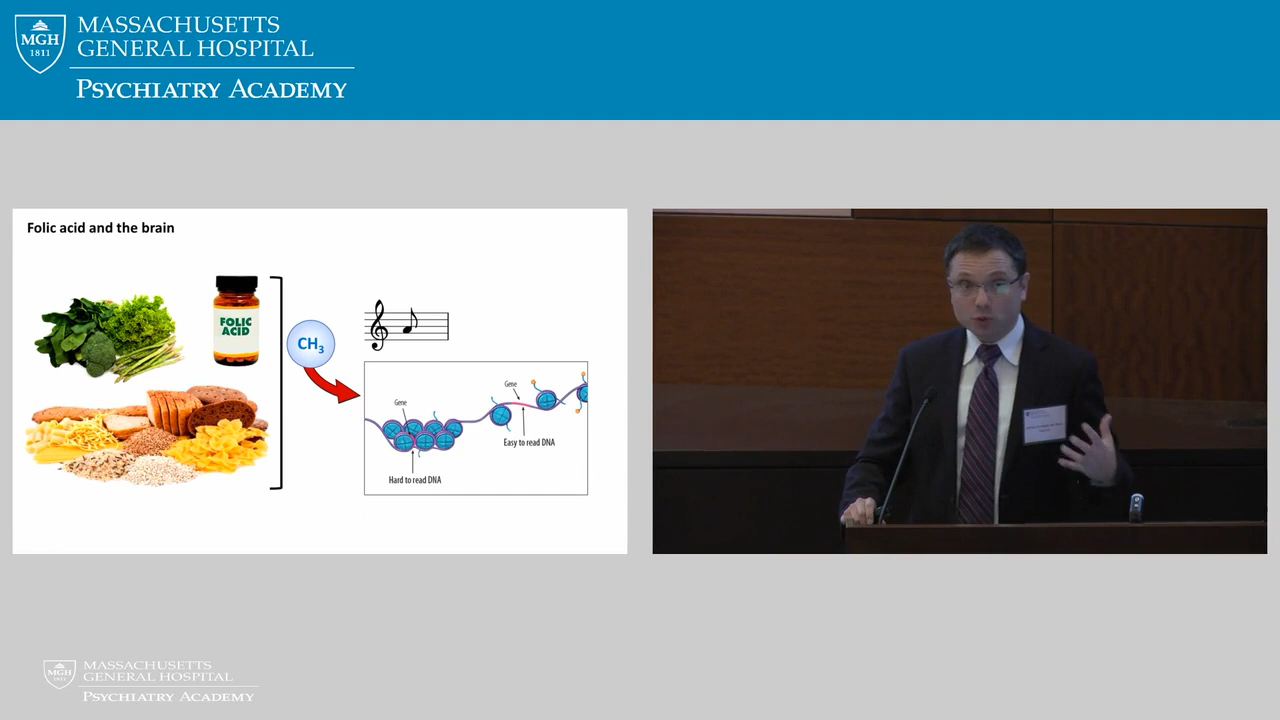 MASSACHUSETTS
GENERAL HOSPITAL
PSYCHIATRY ACADEMY
MGH
1811
Folic acid and the brain
FOLIC
ACID
CH3
Gene
Hard to read DNA
Gene
Easy to read DNA
MGH
1811
MASSACHUSETTS
GENERAL HOSPITAL
PSYCHIATRY ACADEMY